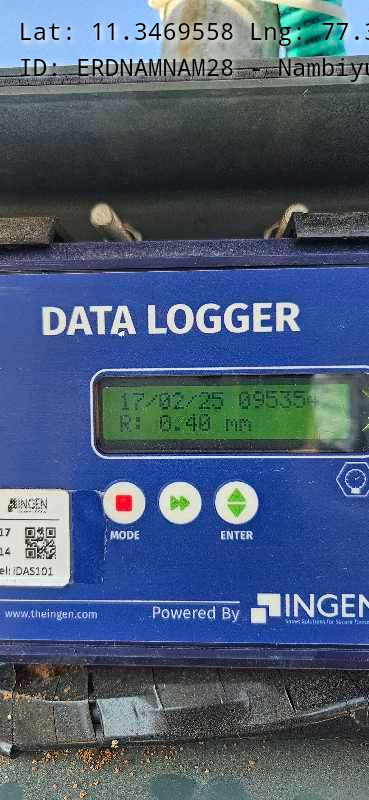 Lat: 11.3469558 Lng: 77.3
ID: ERDNAMNAM28 - Nambiyu
DATA LOGGER
17/02/25 095354
R: 0.40 mm
INGEN
17
14
el: iDAS101
MODE
ENTER
www.theingen.com
Powered By
INGEN